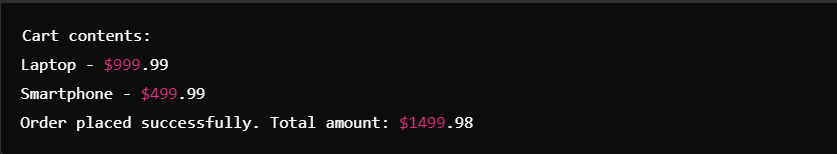 Cart contents:
Laptop - $999.99
Smartphone - $499.99
Order placed successfully. Total amount: $1499.98